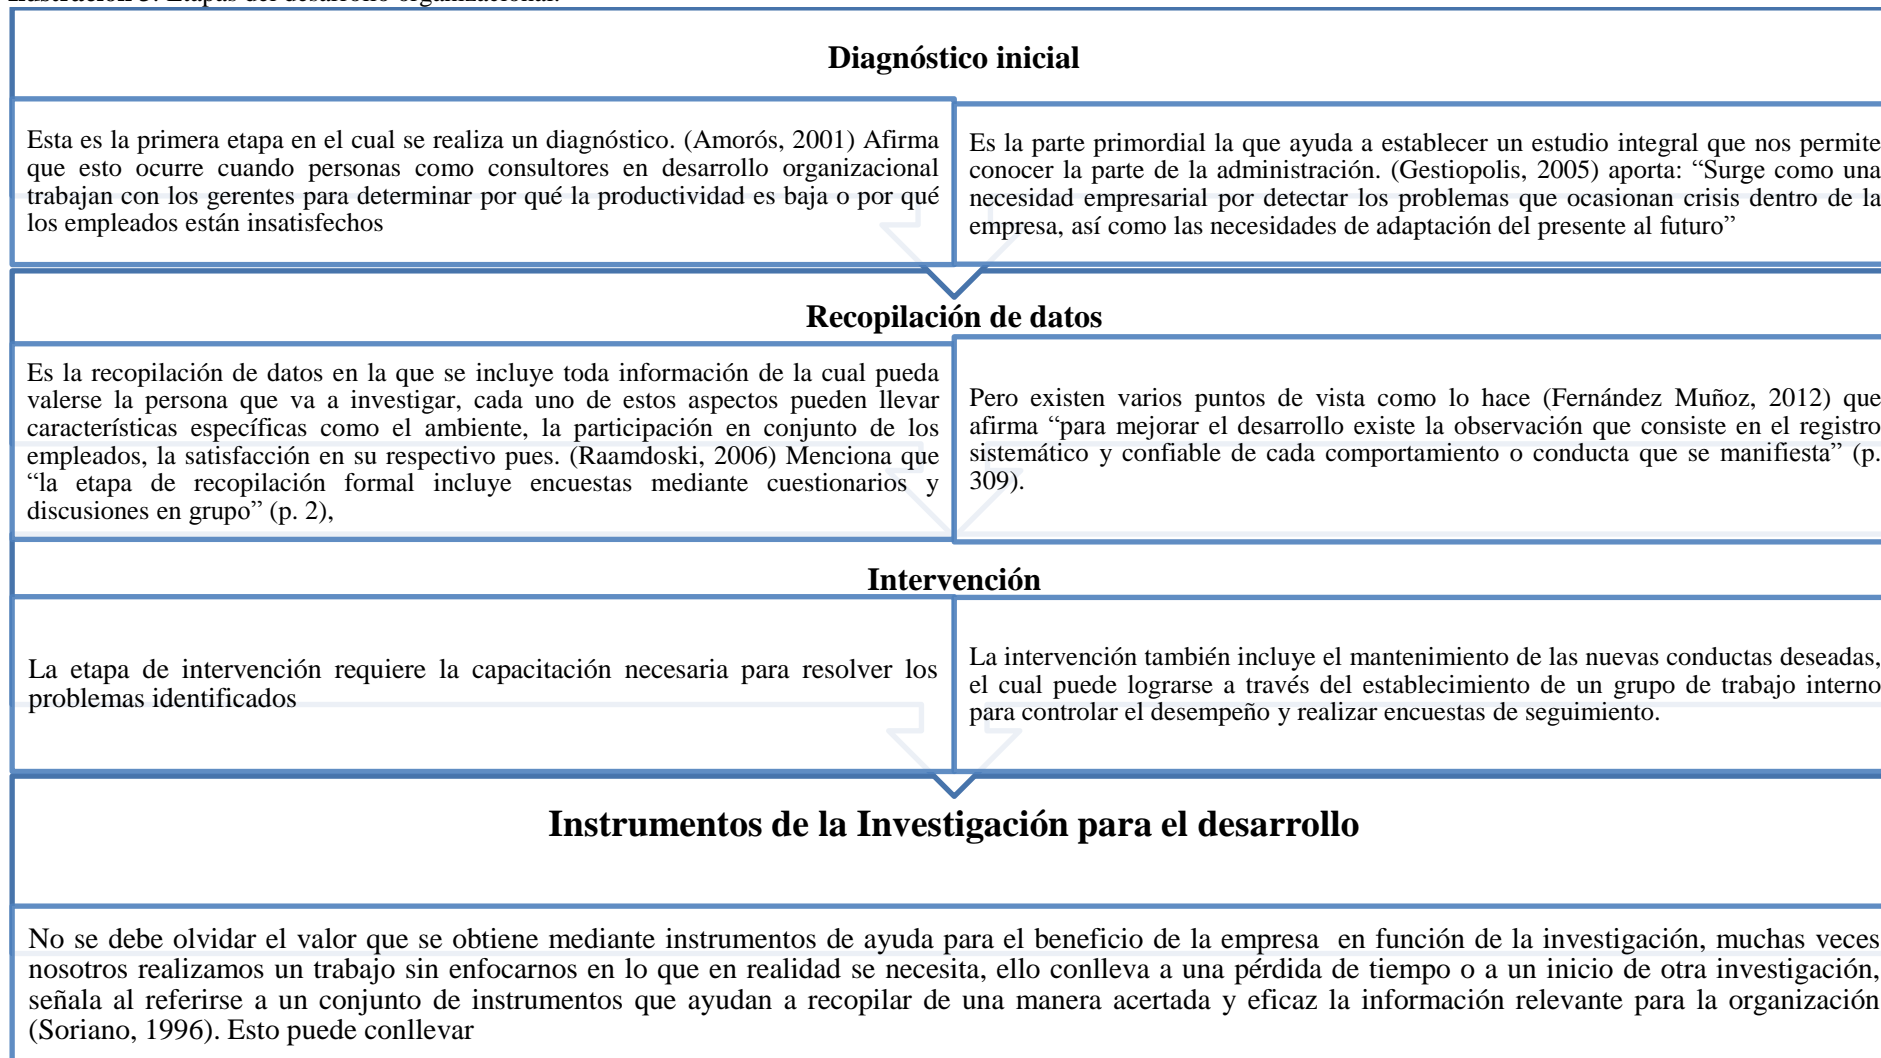 Ilustración 3. Etapas del desarrollo organizacional.
Diagnóstico inicial
Esta es la primera etapa en el cual se realiza un diagnóstico. (Amorós, 2001) Afirma
que esto ocurre cuando personas como consultores en desarrollo organizacional
trabajan con los gerentes para determinar por qué la productividad es baja o por qué
los empleados están insatisfechos
Es la parte primordial la que ayuda a establecer un estudio integral que nos permite
conocer la parte de la administración. (Gestiopolis, 2005) aporta: “Surge como una
necesidad empresarial por detectar los problemas que ocasionan crisis dentro de la
empresa, así como las necesidades de adaptación del presente al futuro”
Recopilación de datos
Es la recopilación de datos en la que se incluye toda información de la cual pueda
valerse la persona que va a investigar, cada uno de estos aspectos pueden llevar
características específicas como el ambiente, la participación en conjunto de los
empleados, la satisfacción en su respectivo pues. (Raamdoski, 2006) Menciona que
“la etapa de recopilación formal incluye encuestas mediante cuestionarios y
discusiones en grupo” (p. 2),
Pero existen varios puntos de vista como lo hace (Fernández Muñoz, 2012) que
afirma “para mejorar el desarrollo existe la observación que consiste en el registro
sistemático y confiable de cada comportamiento o conducta que se manifiesta” (p.
309).
Intervención
La etapa de intervención requiere la capacitación necesaria para resolver los
problemas identificados
La intervención también incluye el mantenimiento de las nuevas conductas deseadas,
el cual puede lograrse a través del establecimiento de un grupo de trabajo interno
para controlar el desempeño y realizar encuestas de seguimiento.
Instrumentos de la Investigación para el desarrollo
No se debe olvidar el valor que se obtiene mediante instrumentos de ayuda para el beneficio de la empresa en función de la investigación, muchas veces
nosotros realizamos un trabajo sin enfocarnos en lo que en realidad se necesita, ello conlleva a una pérdida de tiempo o a un inicio de otra investigación,
señala al referirse a un conjunto de instrumentos que ayudan a recopilar de una manera acertada y eficaz la información relevante para la organización
(Soriano, 1996). Esto puede conllevar